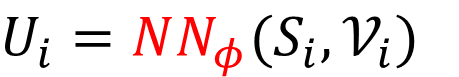 U_i = NN_ϕ(S_i, 𝒱_i)